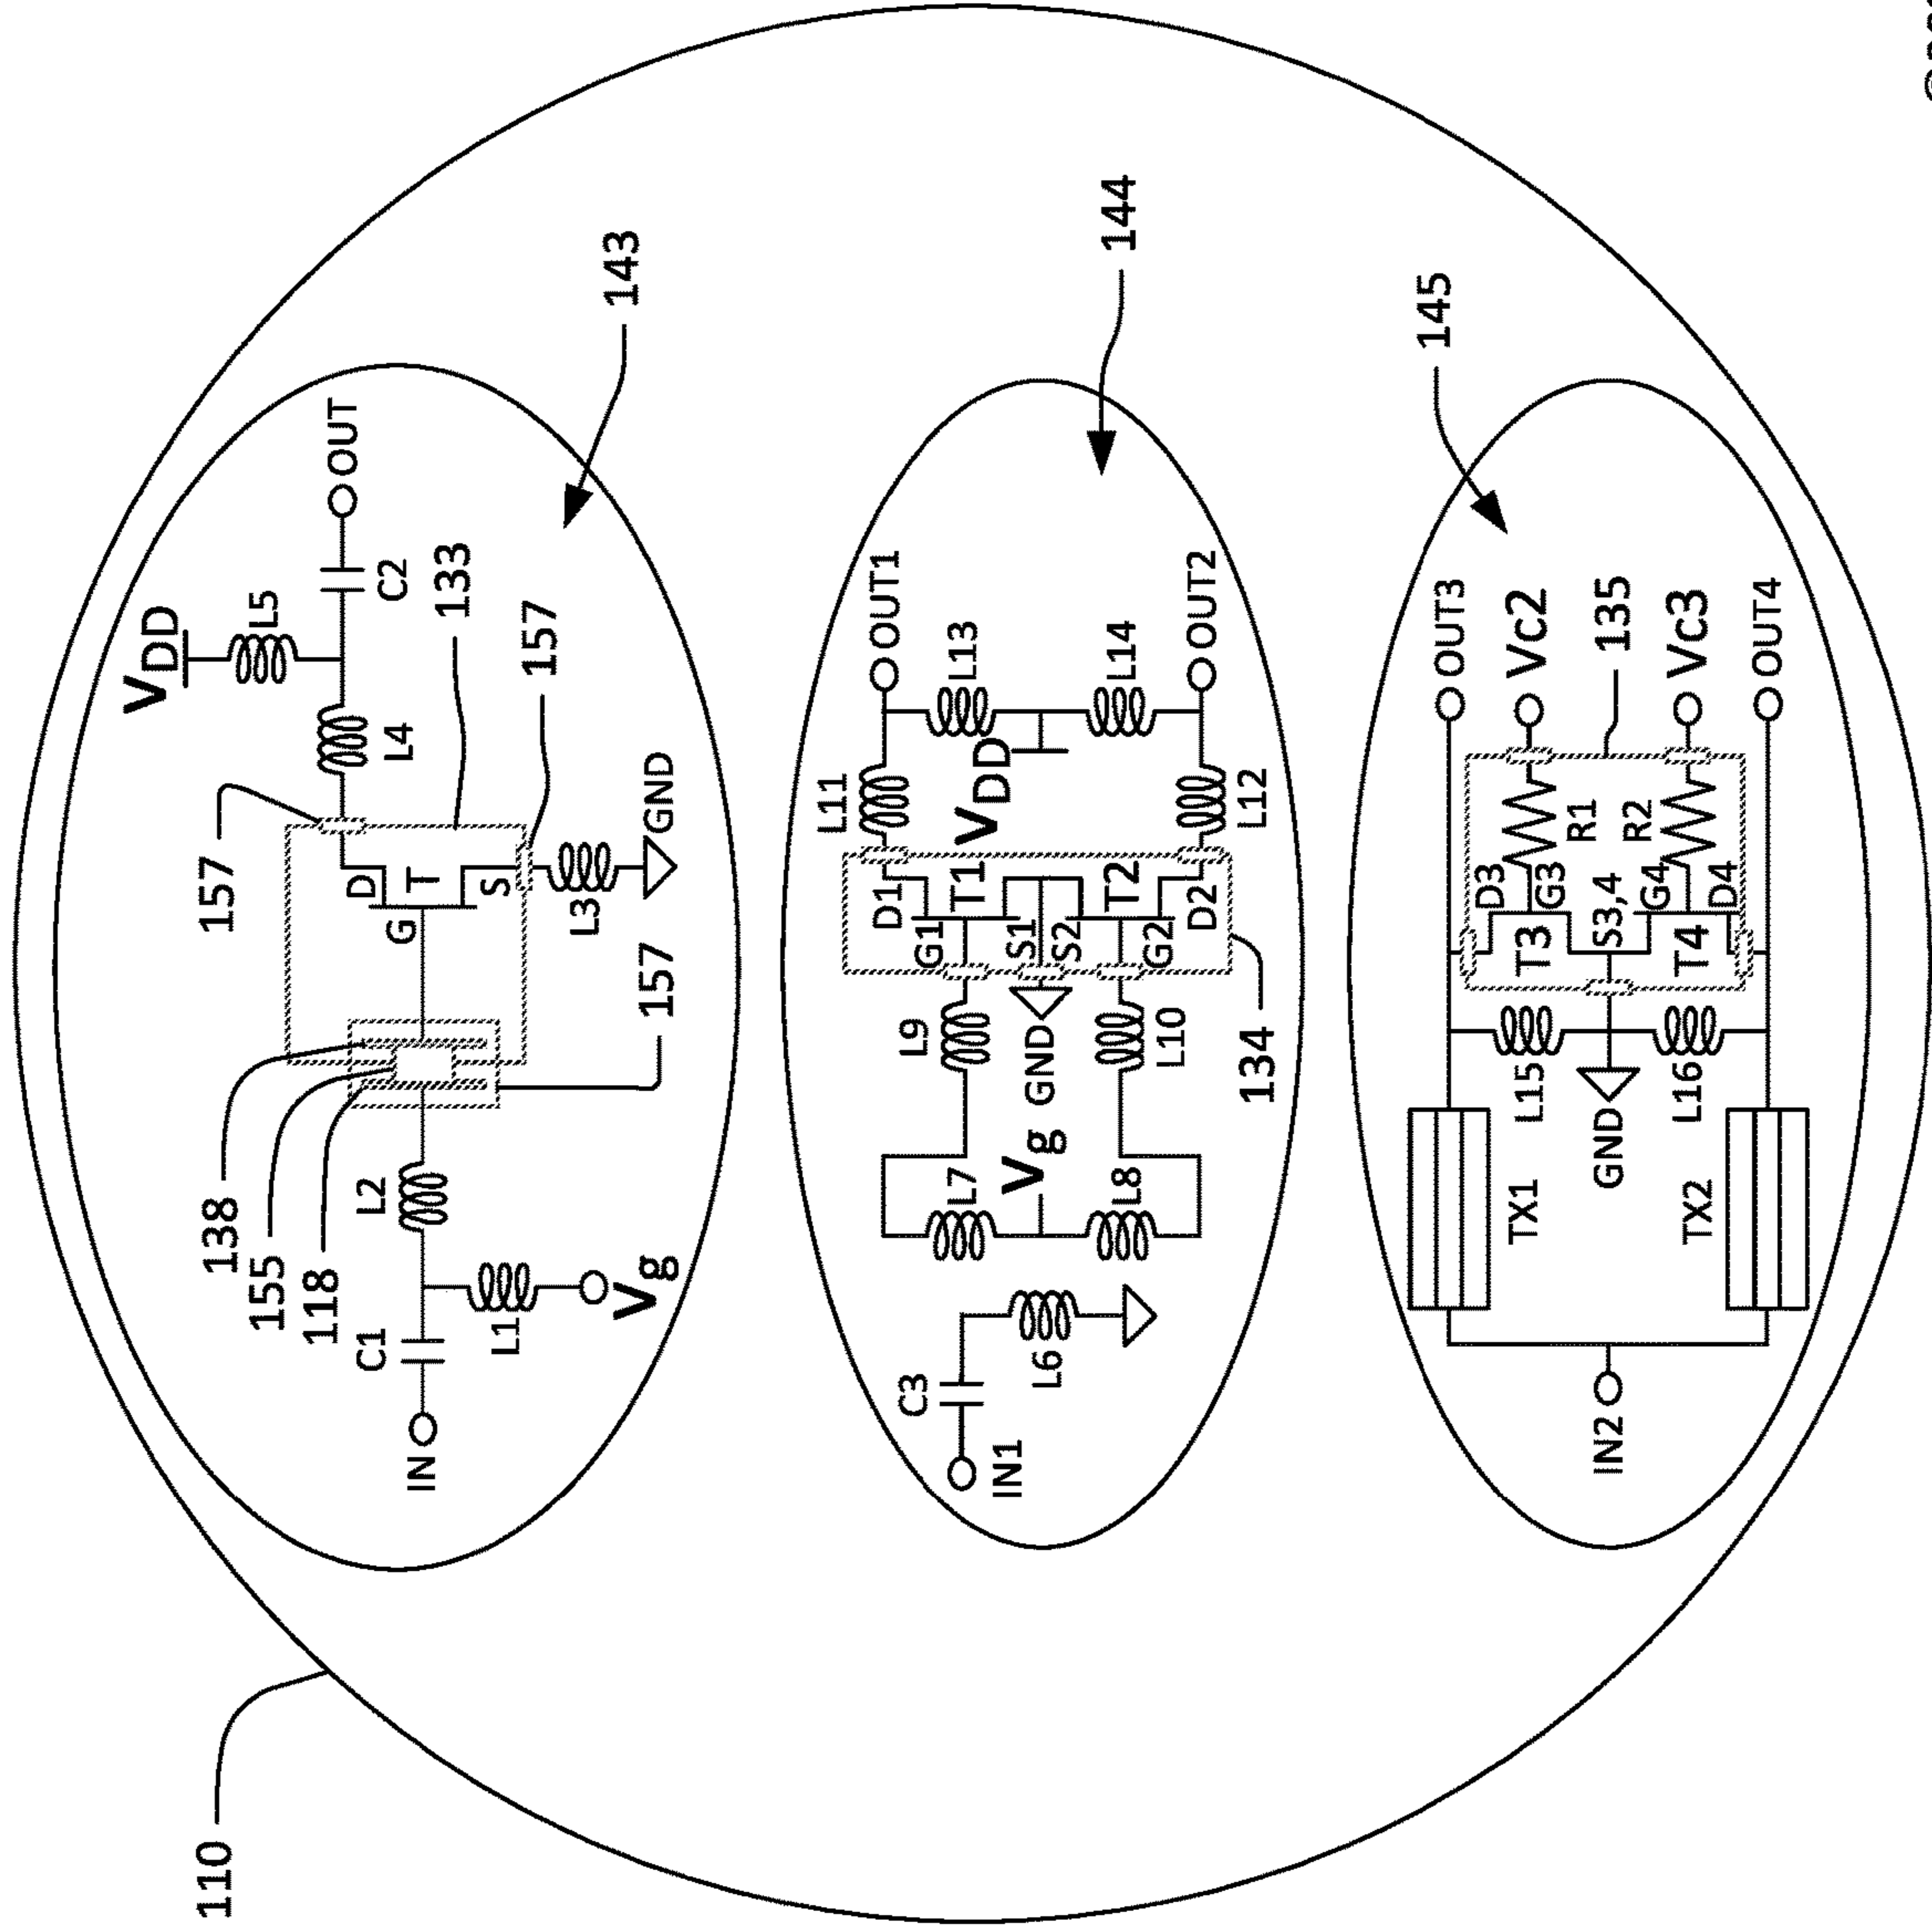 110
143
V_DD
L5
OUT
C2
L4
133
157
157
D
T
G
S
L3
GND
157
138
155
118
L2
C1
L1
Vg
IN
144
OUT1
L13
L11
V_DD
L14
L12
OUT2
D1
T1
G1
S1
S2
T2
G2
D2
134
L9
GND
L10
L7
Vg
L8
C3
L6
IN1
145
OUT3
Vc2
135
Vc3
OUT4
R1
R2
D3
G3
T3
S3,4
G4
T4
D4
L15
GND
L16
TX1
TX2
IN2